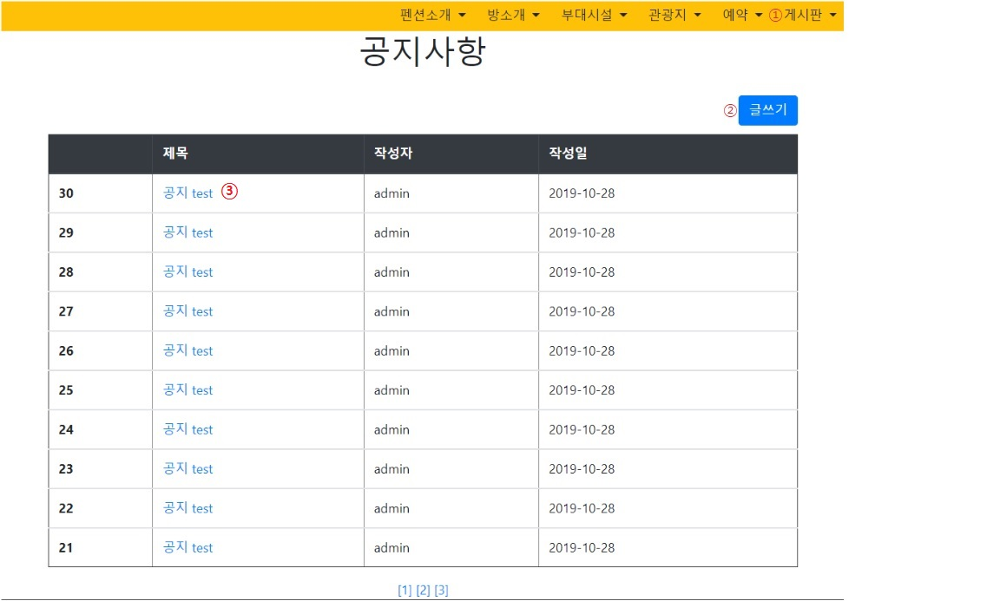 펜션소개 방소개 부대시설 관광지 예약 ①게시판
공지사항
② 글쓰기
제목 작성자 작성일
30 공지 test ③ admin 2019-10-28
29 공지 test admin 2019-10-28
28 공지 test admin 2019-10-28
27 공지 test admin 2019-10-28
26 공지 test admin 2019-10-28
25 공지 test admin 2019-10-28
24 공지 test admin 2019-10-28
23 공지 test admin 2019-10-28
22 공지 test admin 2019-10-28
21 공지 test admin 2019-10-28
[1] [2] [3]